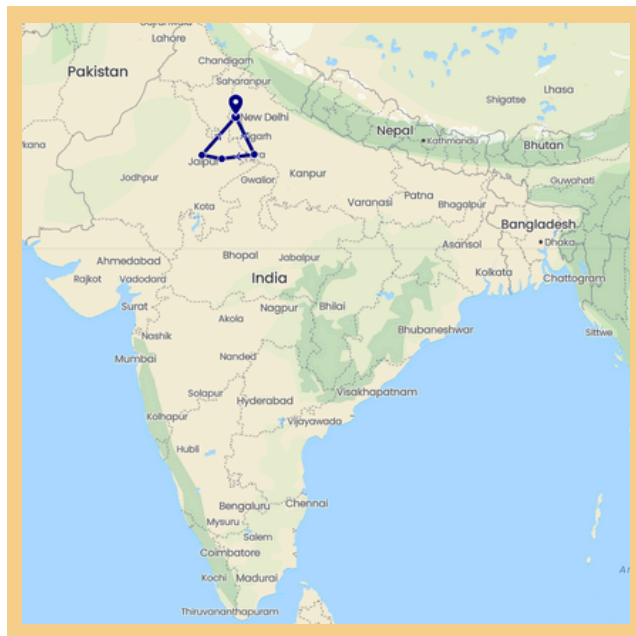 Lahore
Chandigarh
Pakistan
Saharanpur
Lhasa
Shigatse
New Delhi
Nepal
Kathmandu
Bhutan
Jaipur
Jodhpur
Gwalior
Kanpur
Guwahati
Patna
Varanasi
Bhagalpur
Kota
Bangladesh
Asansol
Dhaka
Ahmedabad
Bhopal
Jabalpur
Rajkot
Vadodara
India
Kolkata
Chattogram
Surat
Nagpur
Bhilai
Akola
Bhubaneswar
Sittwe
Nashik
Mumbai
Nanded
Solapur
Hyderabad
Visakhapatnam
Kolhapur
Vijayawada
Hubli
Bengaluru
Chennai
Mysuru
Salem
Coimbatore
Kochi
Madurai
Thiruvananthapuram